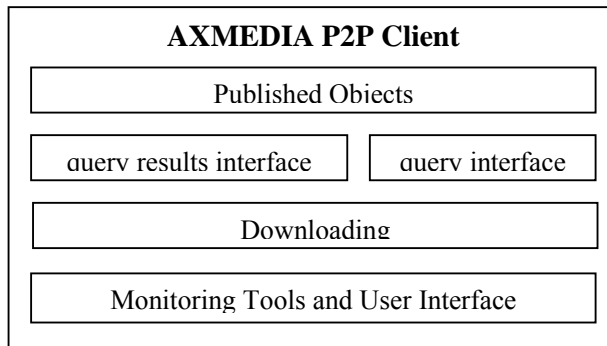 AXMEDIA P2P Client
Published Objects
query results interface
query interface
Downloading
Monitoring Tools and User Interface